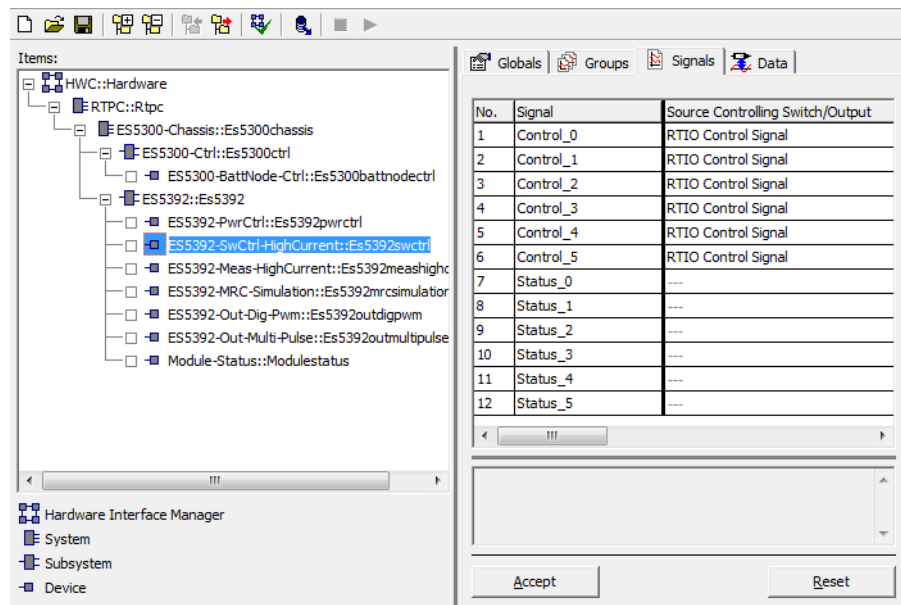 Items:
HWC::Hardware
RTPC::Rtpc
ES5300-Chassis::Es5300chassis
ES5300-Ctrl::Es5300ctrl
ES5300-BattNode-Ctrl::Es5300battnodectrl
ES5392::Es5392
ES5392-PwrCtrl::Es5392pwrctrl
ES5392-SwCtrl-HighCurrent::Es5392swctrl
ES5392-Meas-HighCurrent::Es5392meashighc
ES5392-MRC-Simulation::Es5392mrcsimulation
ES5392-Out-Dig-Pwm::Es5392outdigpwm
ES5392-Out-Multi-Pulse::Es5392outmultipulse
Module-Status::Modulestatus
Hardware Interface Manager
System
Subsystem
Device
Globals Groups Signals Data
No. Signal Source Controlling Switch/Output
1 Control_0 RTIO Control Signal
2 Control_1 RTIO Control Signal
3 Control_2 RTIO Control Signal
4 Control_3 RTIO Control Signal
5 Control_4 RTIO Control Signal
6 Control_5 RTIO Control Signal
7 Status_0 ---
8 Status_1 ---
9 Status_2 ---
10 Status_3 ---
11 Status_4 ---
12 Status_5 ---
Accept Reset